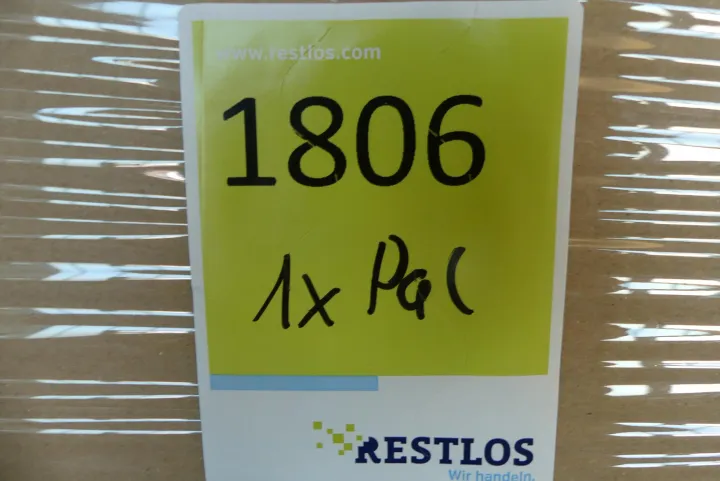 www.restlos.com
1806
1x Pal
RESTLOS
Wir handeln.